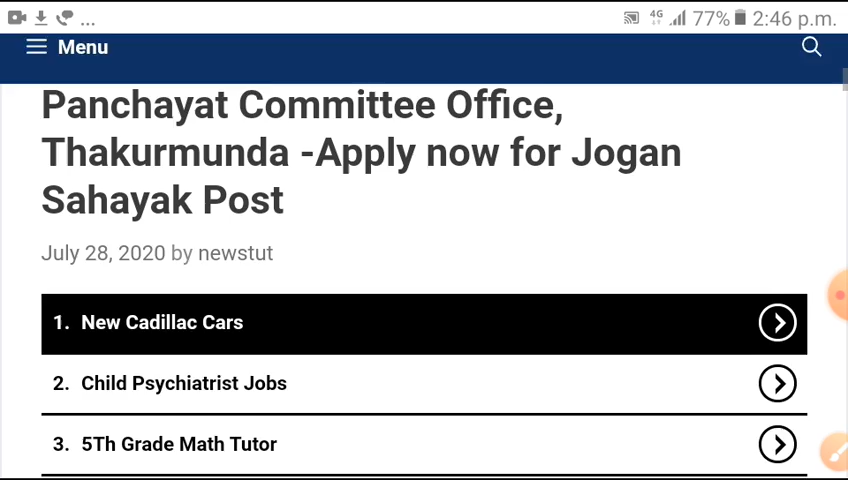 ... 4G 77% 2:46 p.m.
Menu
Panchayat Committee Office,
Thakurmunda -Apply now for Jogan
Sahayak Post
July 28, 2020 by newstut
1. New Cadillac Cars
2. Child Psychiatrist Jobs
3. 5Th Grade Math Tutor